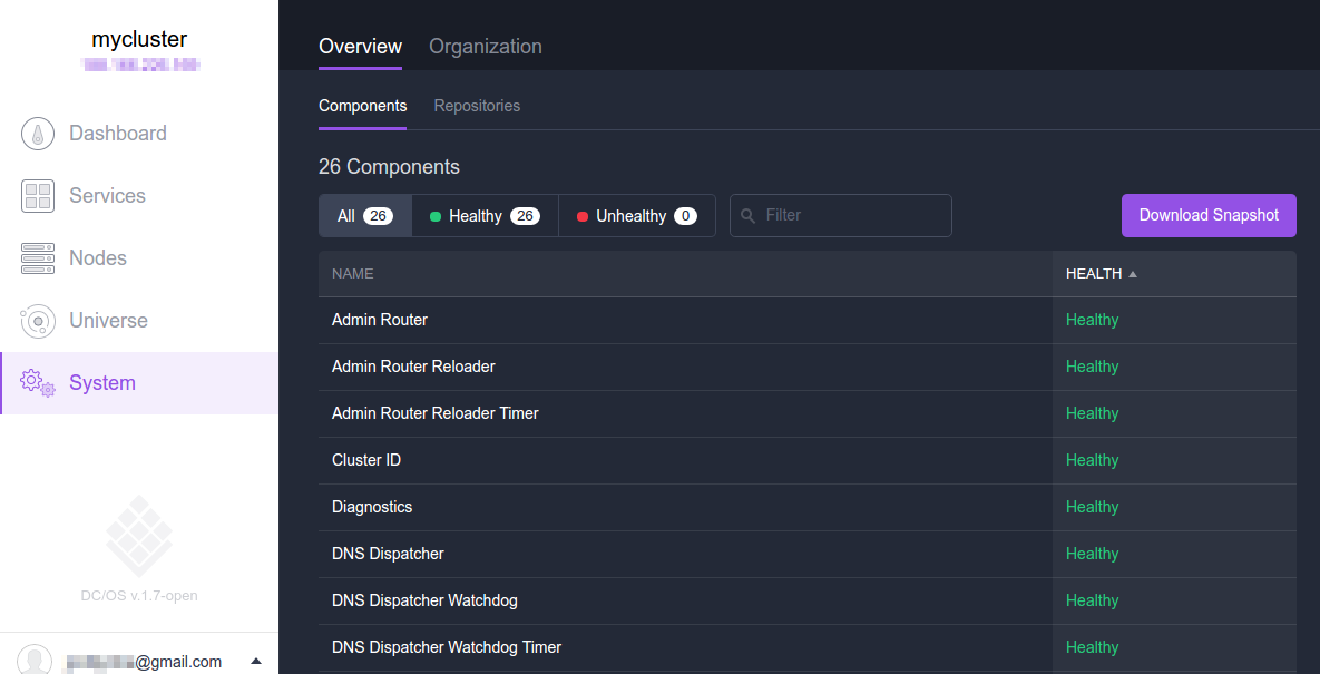 mycluster
Dashboard
Services
Nodes
Universe
System
DC/OS v.1.7-open
@gmail.com
Overview Organization
Components Repositories
26 Components
All 26 Healthy 26 Unhealthy 0 Filter Download Snapshot
NAME HEALTH
Admin Router Healthy
Admin Router Reloader Healthy
Admin Router Reloader Timer Healthy
Cluster ID Healthy
Diagnostics Healthy
DNS Dispatcher Healthy
DNS Dispatcher Watchdog Healthy
DNS Dispatcher Watchdog Timer Healthy